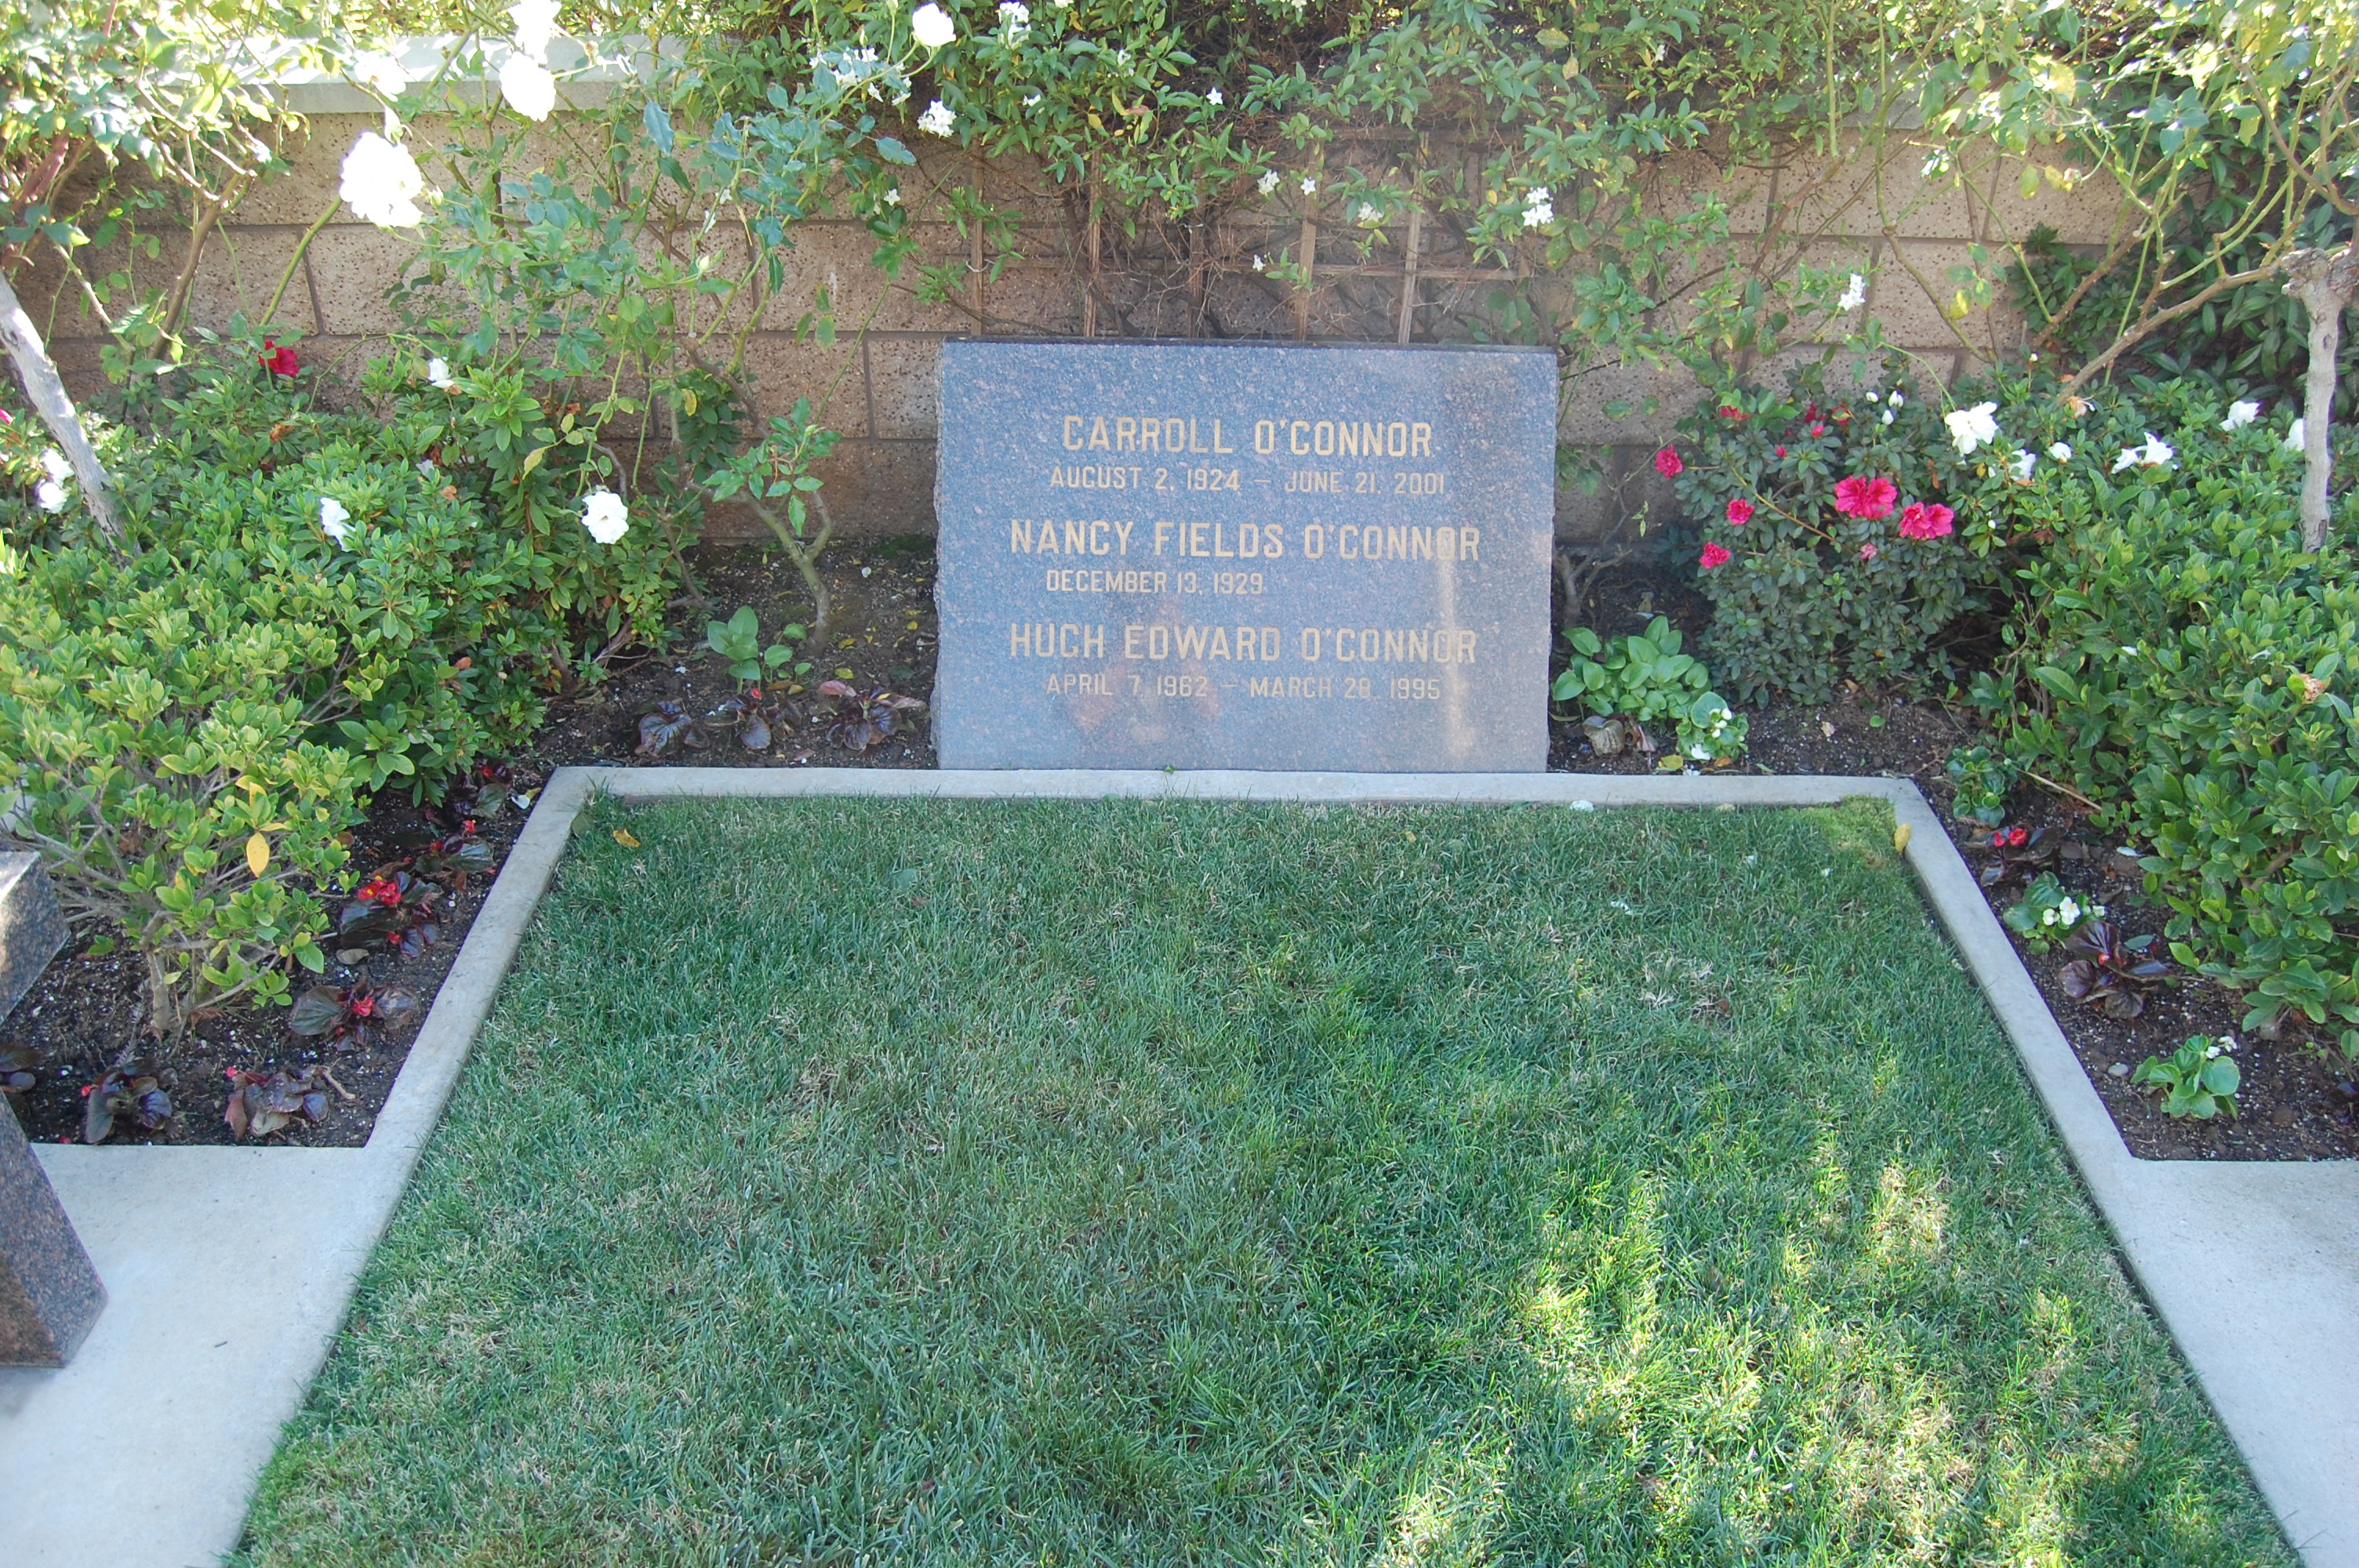 CARROLL O'CONNOR
AUGUST 2, 1924 – JUNE 21, 2001
NANCY FIELDS O'CONNOR
DECEMBER 13, 1929
HUGH EDWARD O'CONNOR
APRIL 7, 1962 – MARCH 28, 1995